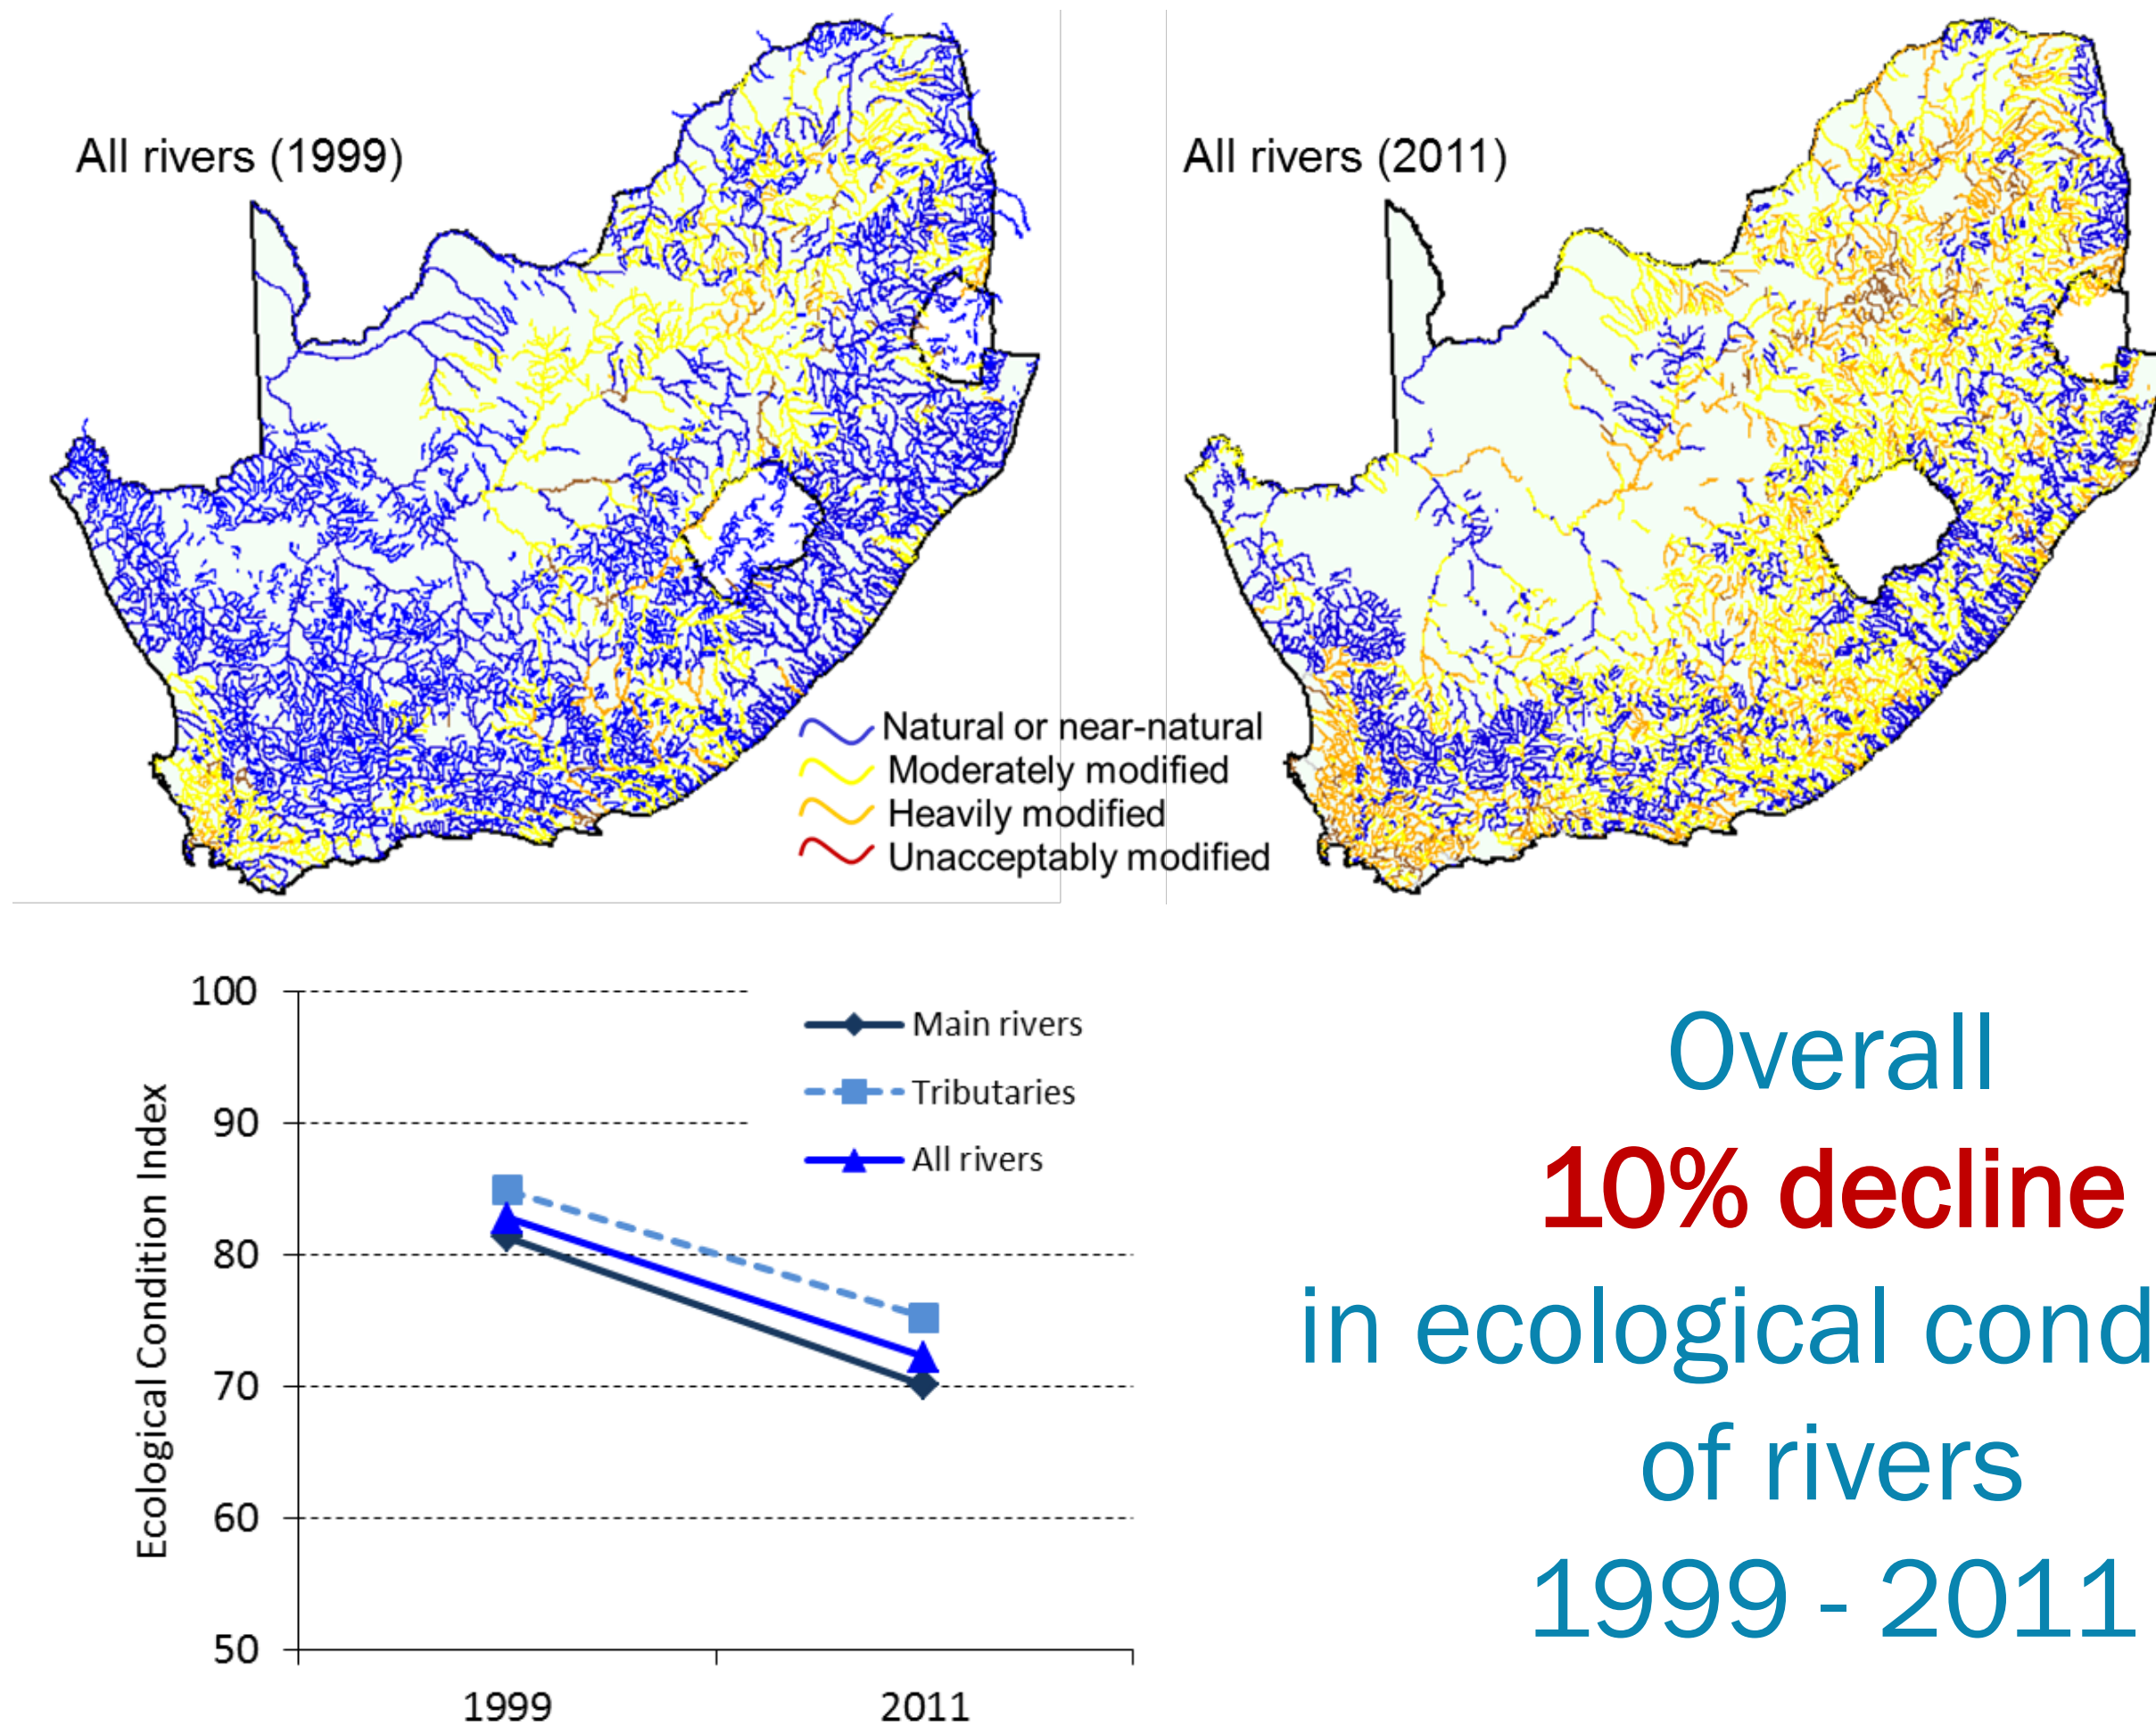 All rivers (1999)
All rivers (2011)
Natural or near-natural
Moderately modified
Heavily modified
Unacceptably modified
Ecological Condition Index
100
90
80
70
60
50
1999
2011
Main rivers
Tributaries
All rivers
Overall
10% decline
in ecological cond
of rivers
1999 - 2011